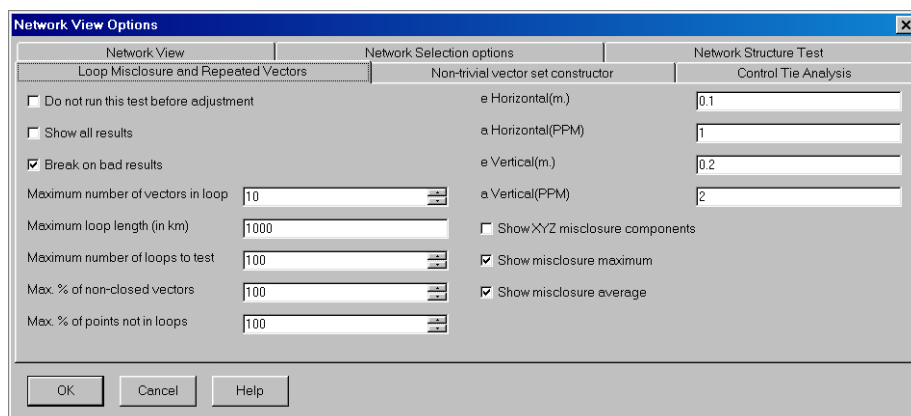 Network View Options
Network View
Network Selection options
Network Structure Test
Loop Misclosure and Repeated Vectors
Non-trivial vector set constructor
Control Tie Analysis
Do not run this test before adjustment
Show all results
Break on bad results
Maximum number of vectors in loop 10
Maximum loop length (in km) 1000
Maximum number of loops to test 100
Max. % of non-closed vectors 100
Max. % of points not in loops 100
e Horizontal(m.) 0.1
a Horizontal(PPM) 1
e Vertical(m.) 0.2
a Vertical(PPM) 2
Show XYZ misclosure components
Show misclosure maximum
Show misclosure average
OK
Cancel
Help